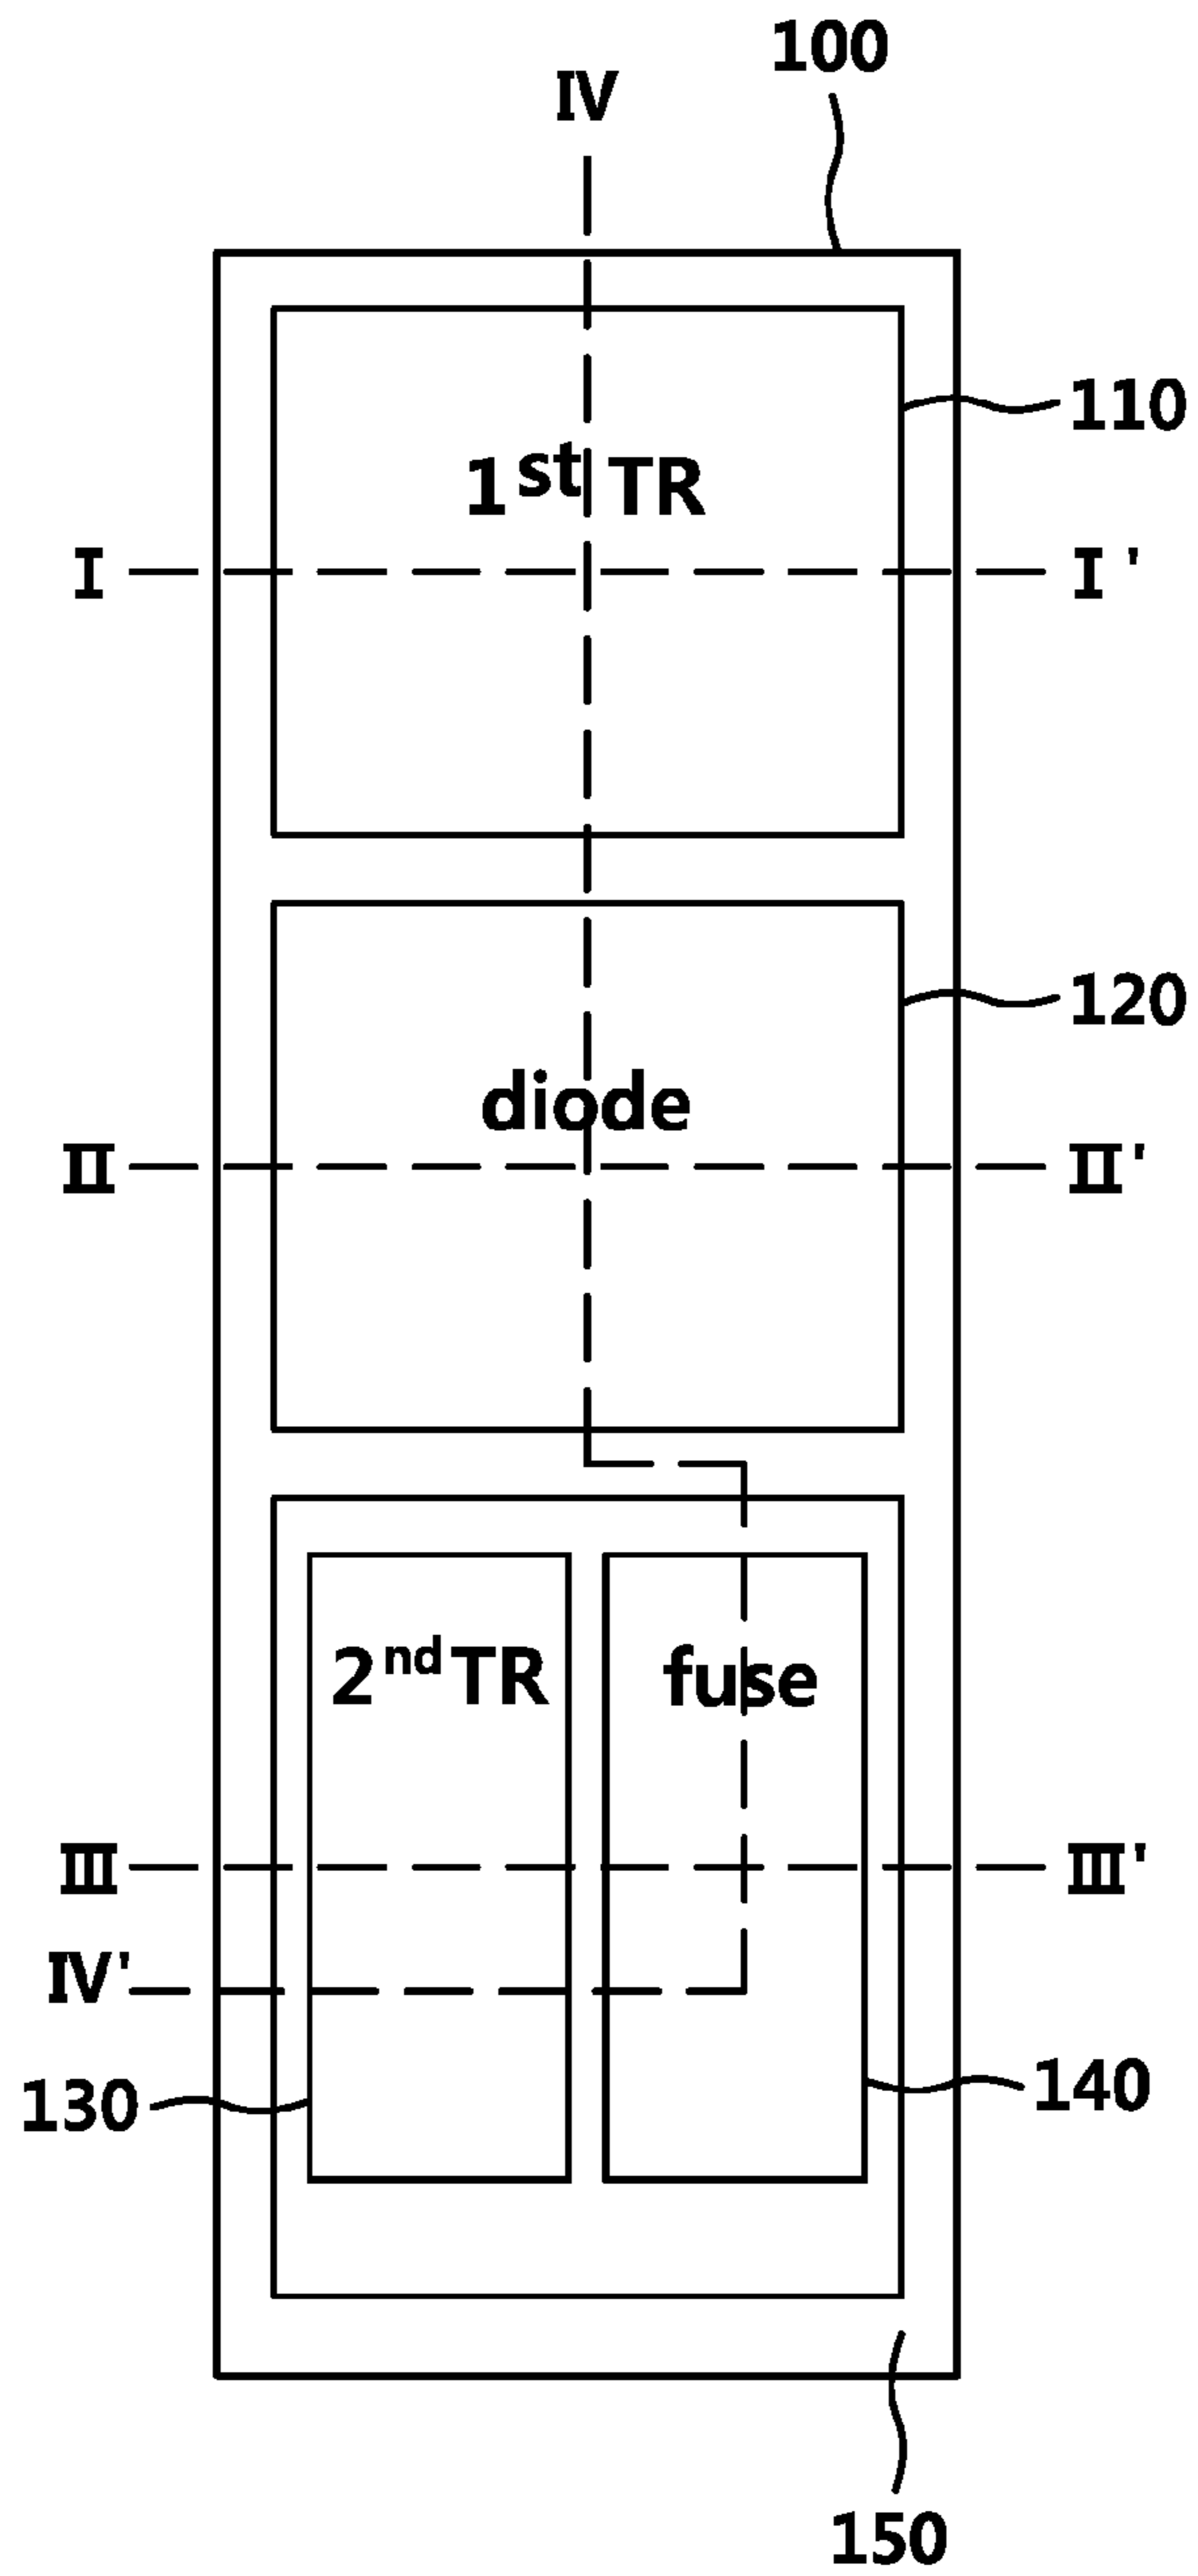 100
IV
110
1st TR
I I'
120
diode
II II'
2nd TR fuse
III III'
IV'
130 140
150